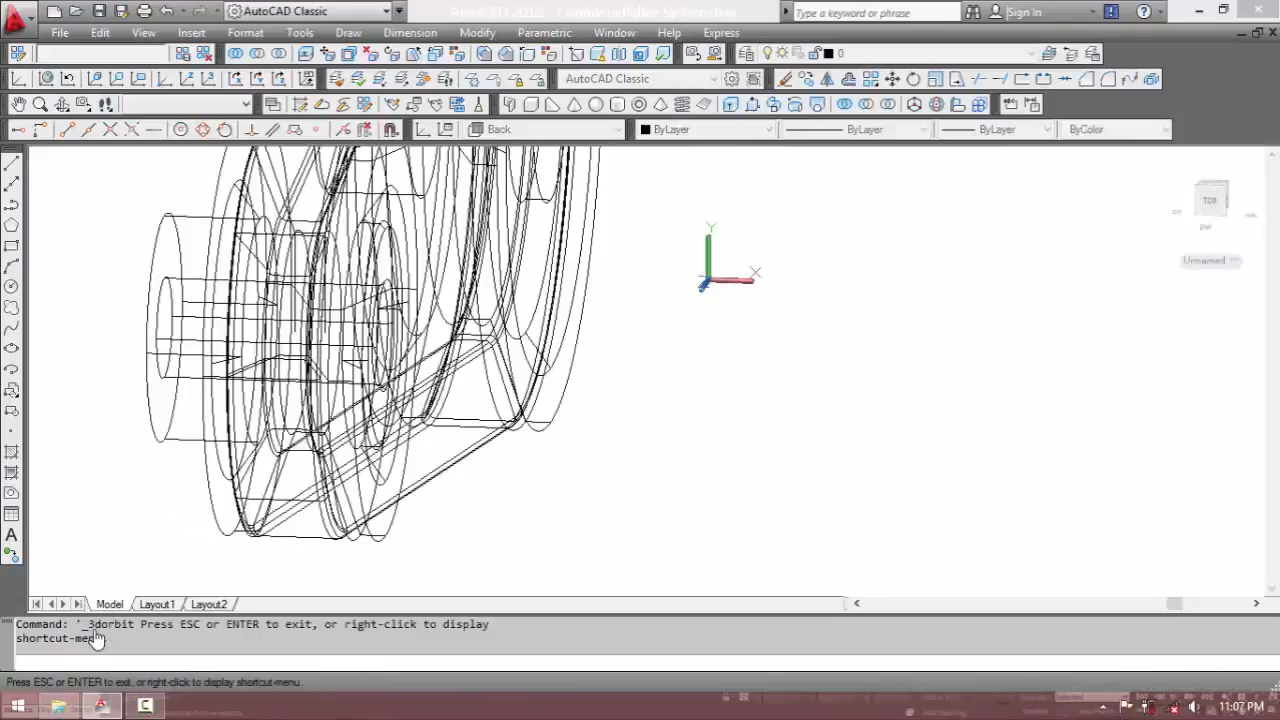 AutoCAD Classic
Type a keyword or phrase
Sign In
File Edit View Insert Format Tools Draw Dimension Modify Parametric Window Help Express
0
AutoCAD Classic
Back
ByLayer
ByLayer
ByLayer
ByColor
Y
X
TOP
Unnamed
A
Model Layout1 Layout2
Command: '_3dorbit Press ESC or ENTER to exit, or right-click to display
shortcut-menu.
Press ESC or ENTER to exit, or right-click to display shortcut-menu.
11:07 PM